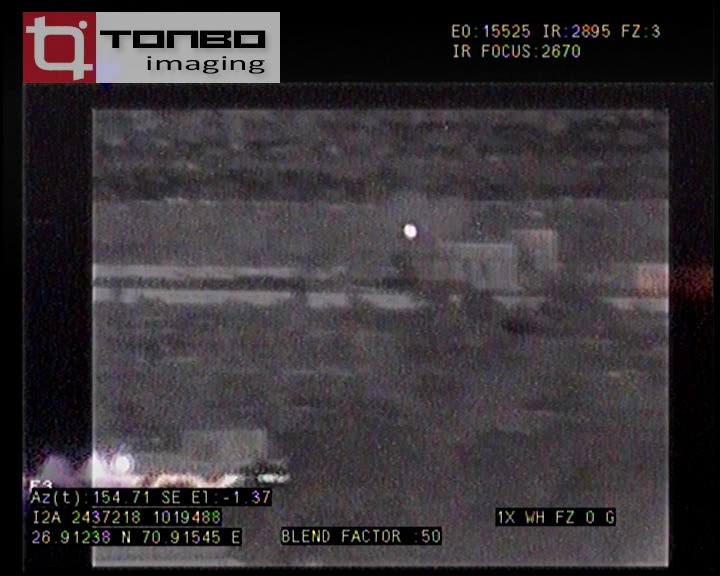 TONBO
imaging
EO:15525 IR:2895 FZ:3
IR FOCUS:2670
Az(t):154.71 SE El:-1.37
I2A 2437218 1019488
1X WH FZ 0 G
26.91238 N 70.91545 E
BLEND FACTOR :50